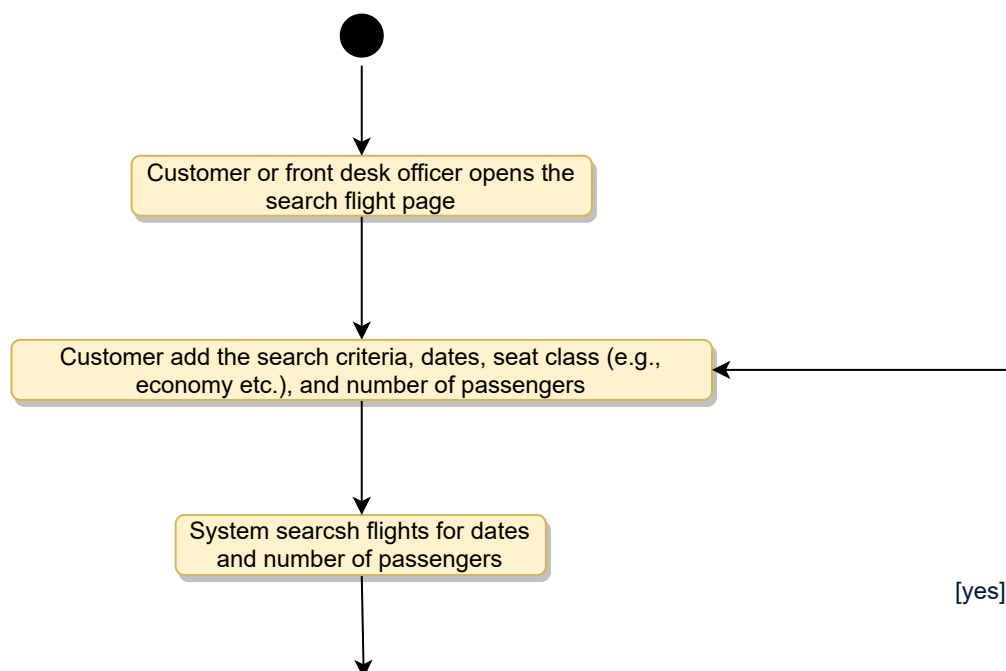 Customer or front desk officer opens the
search flight page
Customer add the search criteria, dates, seat class (e.g.,
economy etc.), and number of passengers
System searcsh flights for dates
and number of passengers
[yes]